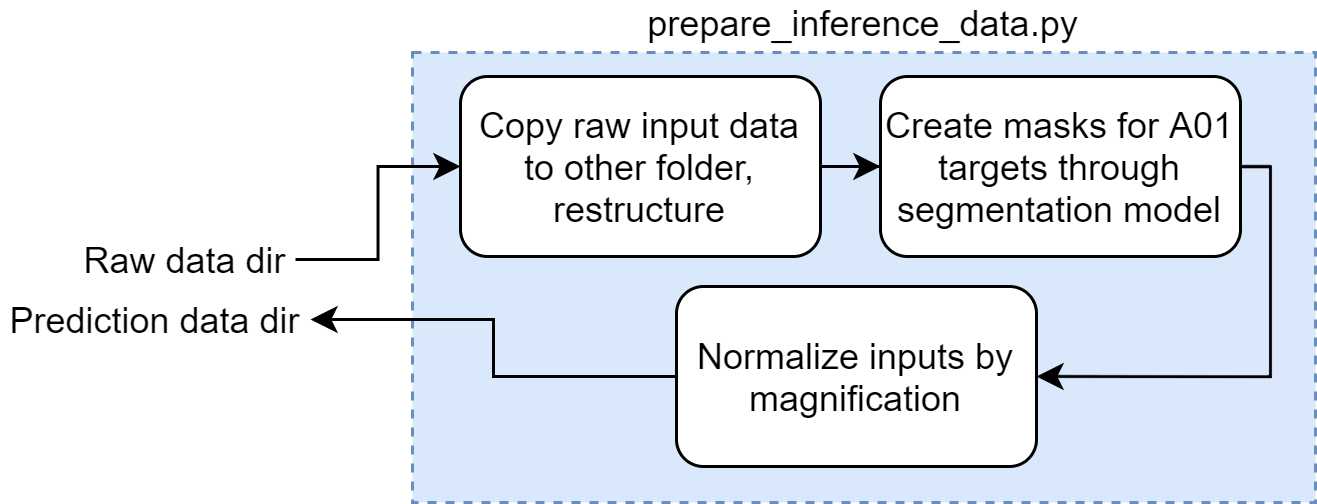 prepare_inference_data.py
Copy raw input data
to other folder,
restructure
Create masks for A01
targets through
segmentation model
Raw data dir
Prediction data dir
Normalize inputs by
magnification